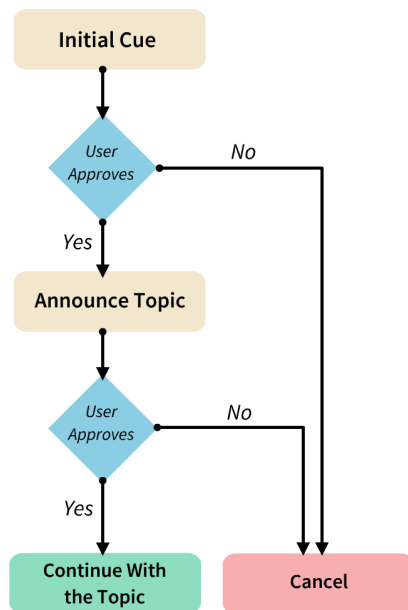 Initial Cue
User
Approves
No
Yes
Announce Topic
User
Approves
No
Yes
Continue With
the Topic
Cancel